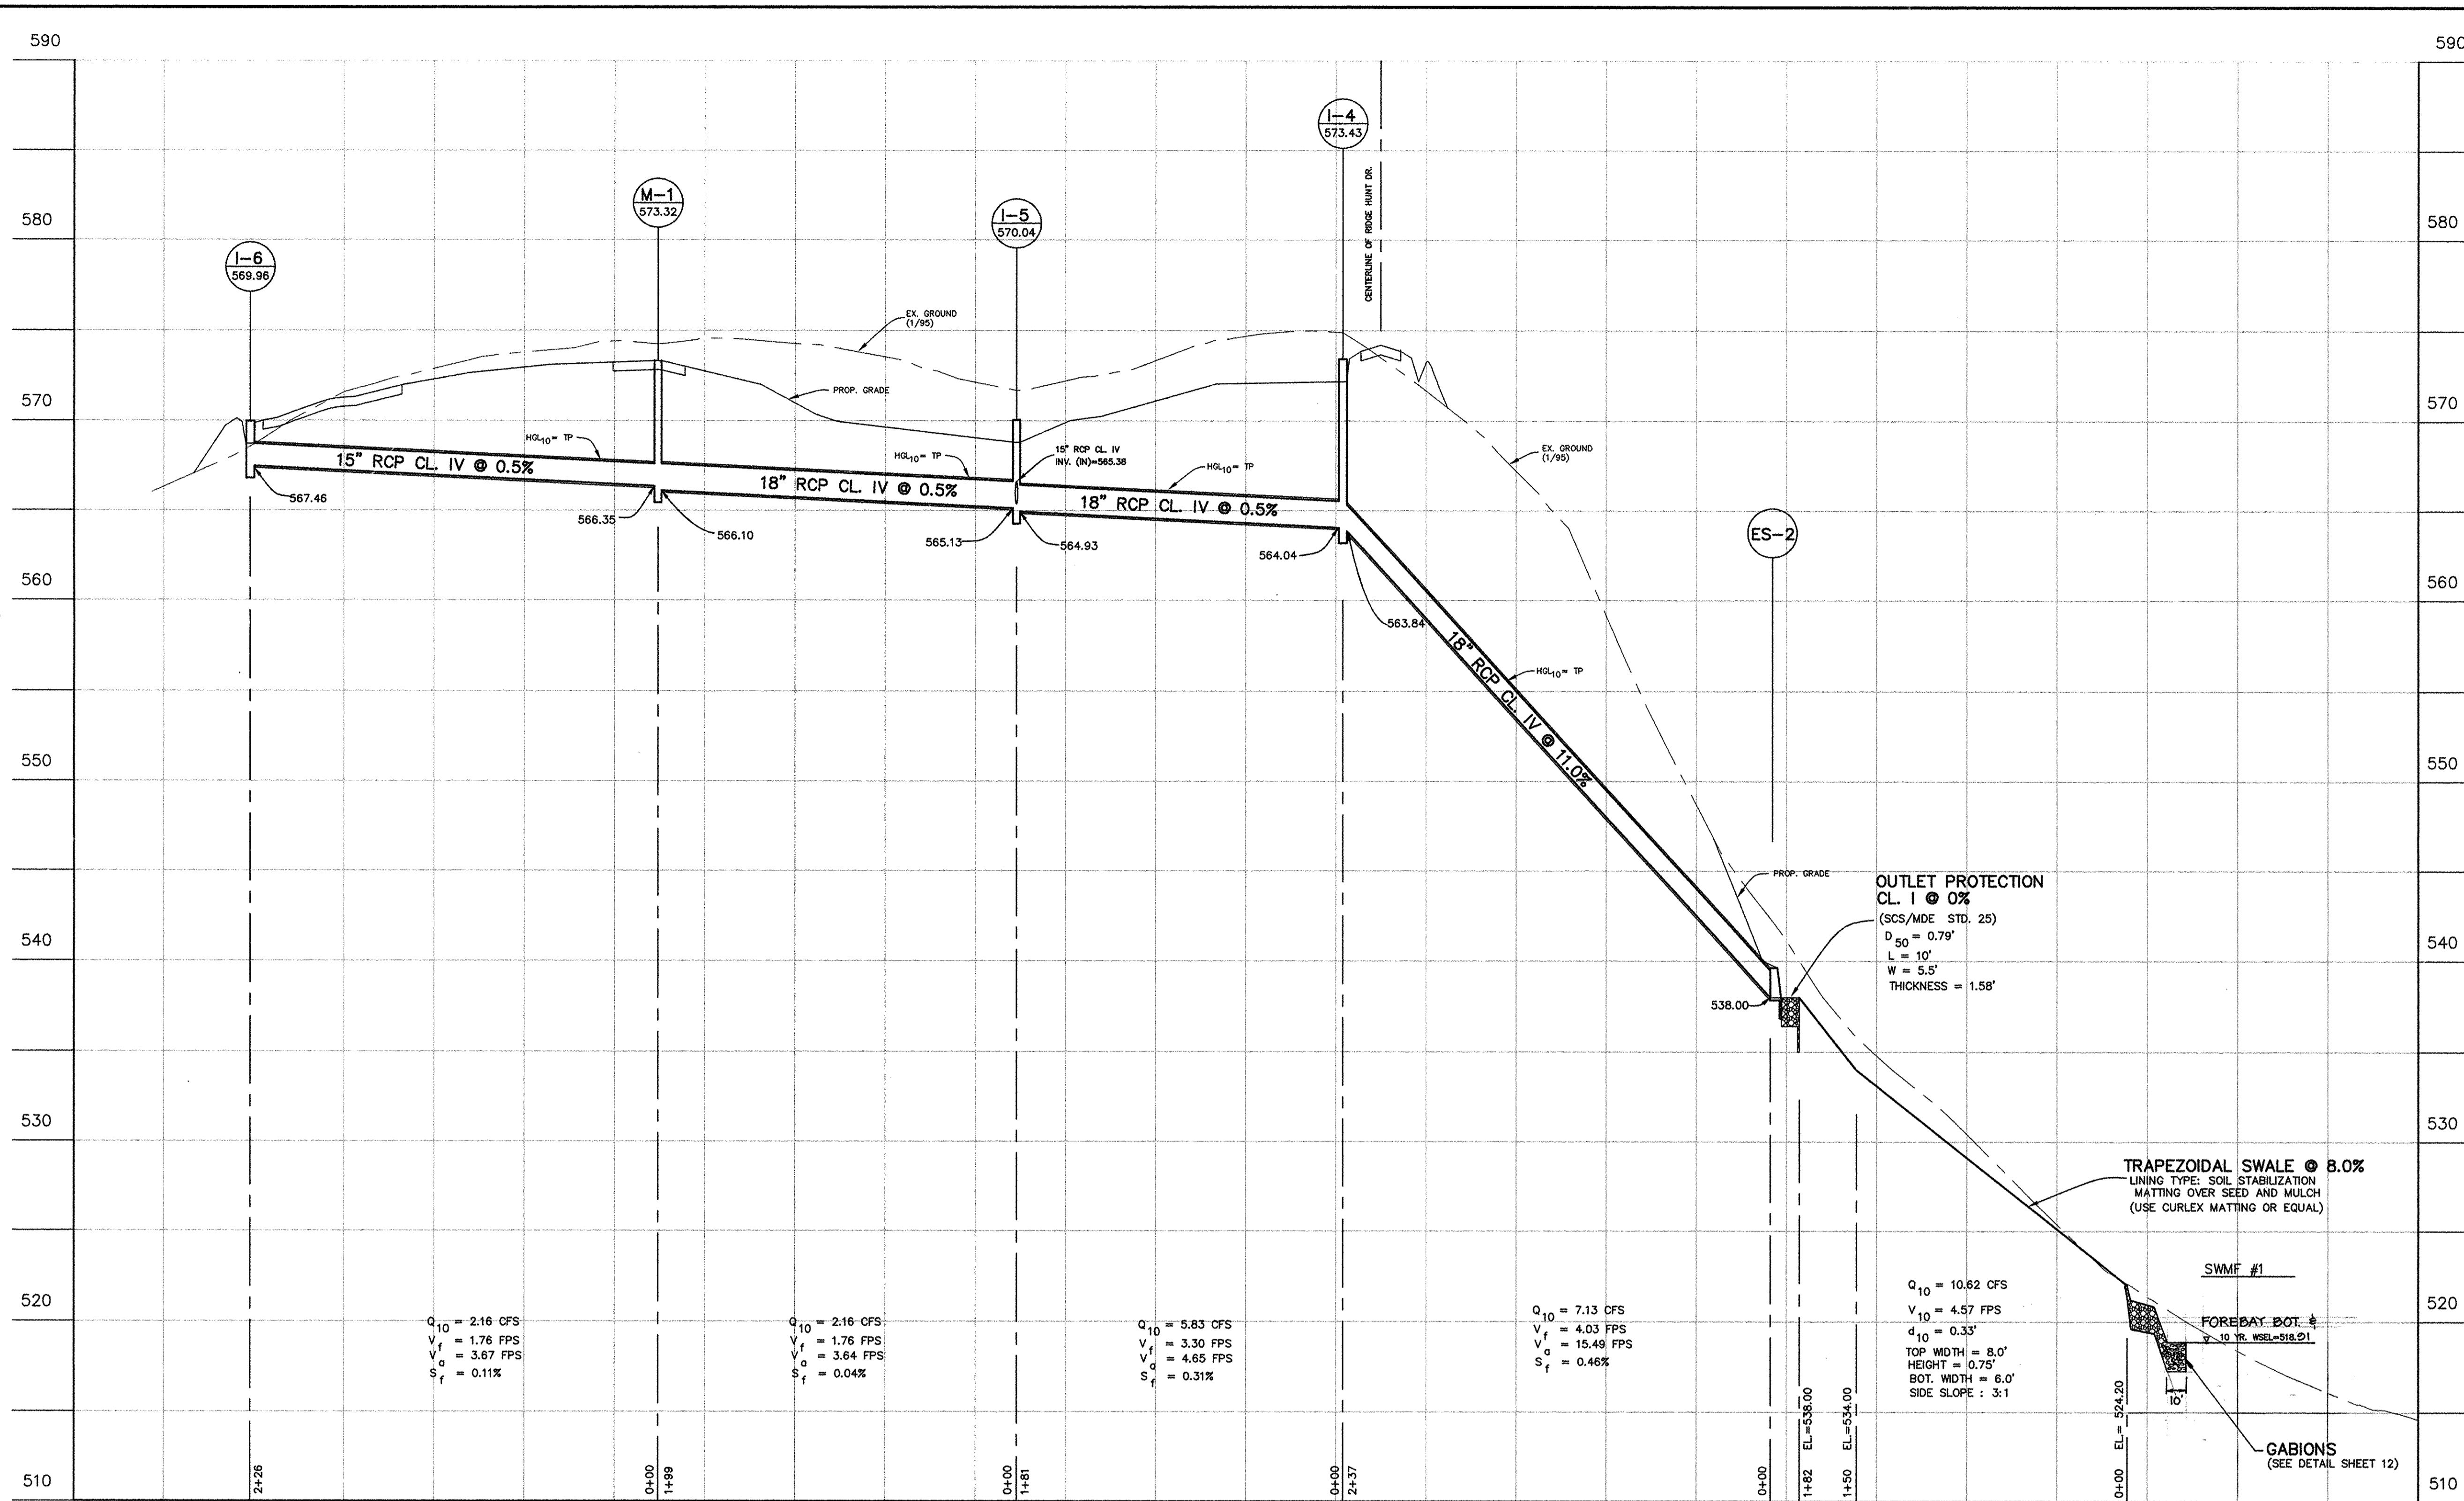 590
590
I-4
573.43
CENTERLINE OF RIDGE HUNT DR.
M-1
573.32
I-5
570.04
580
580
I-6
569.96
EX. GROUND
(1/95)
PROP. GRADE
570
570
HGL10= TP
15" RCP CL. IV @ 0.5%
HGL10= TP
15" RCP CL. IV
INV. (IN)=565.38
HGL10= TP
EX. GROUND
(1/95)
18" RCP CL. IV @ 0.5%
18" RCP CL. IV @ 0.5%
567.46
566.35
566.10
565.13
564.93
564.04
ES-2
560
560
563.84
18" RCP CL. IV @ 11.0%
HGL10= TP
550
550
PROP. GRADE
OUTLET PROTECTION
CL. I @ 0%
(SCS/MDE STD. 25)
D50 = 0.79'
L = 10'
W = 5.5'
THICKNESS = 1.58'
540
540
538.00
530
530
TRAPEZOIDAL SWALE @ 8.0%
LINING TYPE: SOIL STABILIZATION
MATTING OVER SEED AND MULCH
(USE CURLEX MATTING OR EQUAL)
SWMF #1
520
520
FOREBAY BOT. &
10 YR. WSEL=518.91
Q10 = 2.16 CFS
Vf = 1.76 FPS
Va = 3.67 FPS
Sf = 0.11%
Q10 = 2.16 CFS
Vf = 1.76 FPS
Va = 3.64 FPS
Sf = 0.04%
Q10 = 5.83 CFS
Vf = 3.30 FPS
Va = 4.65 FPS
Sf = 0.31%
Q10 = 7.13 CFS
Vf = 4.03 FPS
Va = 15.49 FPS
Sf = 0.46%
Q10 = 10.62 CFS
V10 = 4.57 FPS
d10 = 0.33'
TOP WIDTH = 8.0'
HEIGHT = 0.75'
BOT. WIDTH = 6.0'
SIDE SLOPE : 3:1
10'
GABIONS
(SEE DETAIL SHEET 12)
510
510
2+26
0+00
1+99
0+00
1+81
0+00
2+37
0+00
1+82 EL.=538.00
1+50 EL.=534.00
0+00 EL.= 524.20